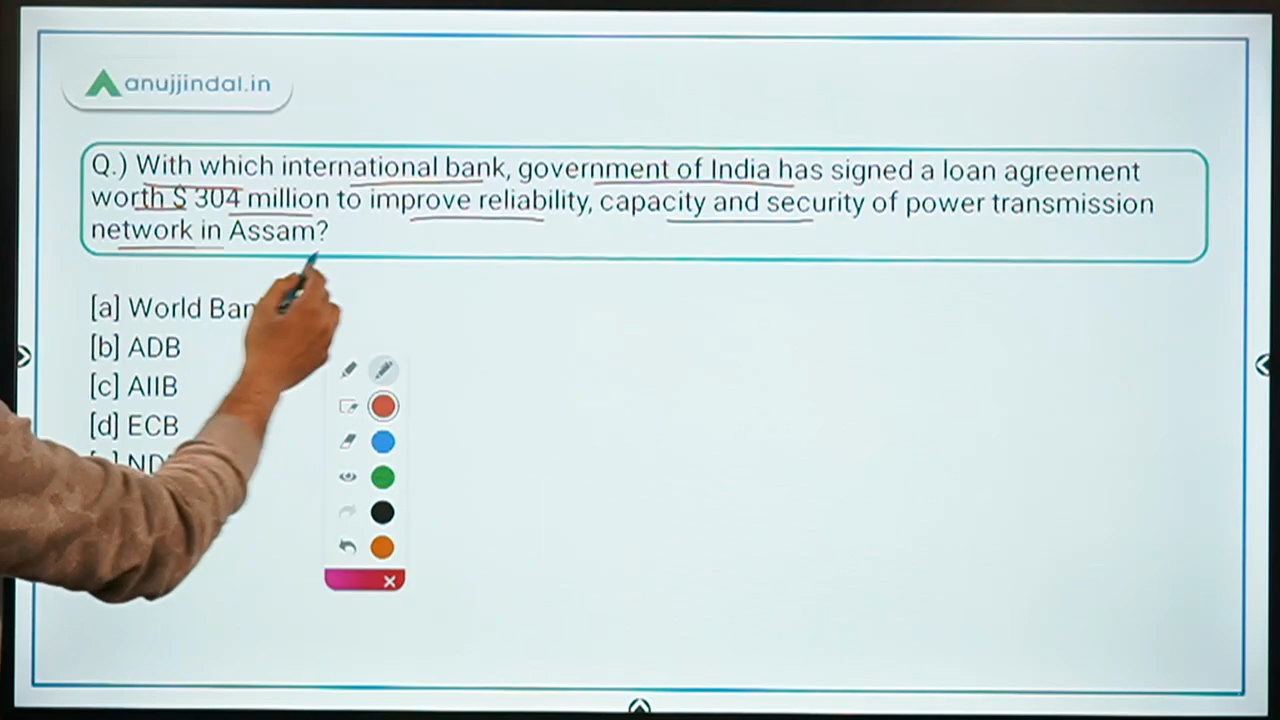 anujjindal.in
Q.) With which international bank, government of India has signed a loan agreement
worth $ 304 million to improve reliability, capacity and security of power transmission
network in Assam?
[a] World
[b] ADB
[c] AIIB
[d] ECB